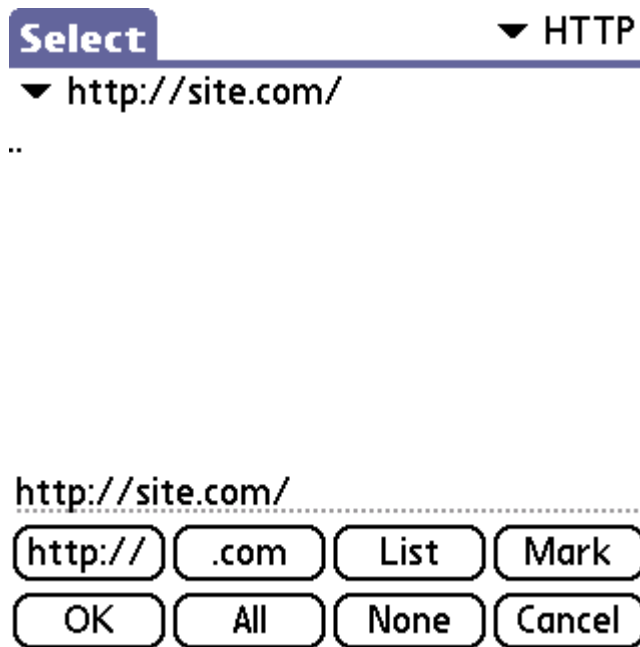 Select HTTP
http://site.com/
..
http://site.com/
http:// .com List Mark
OK All None Cancel